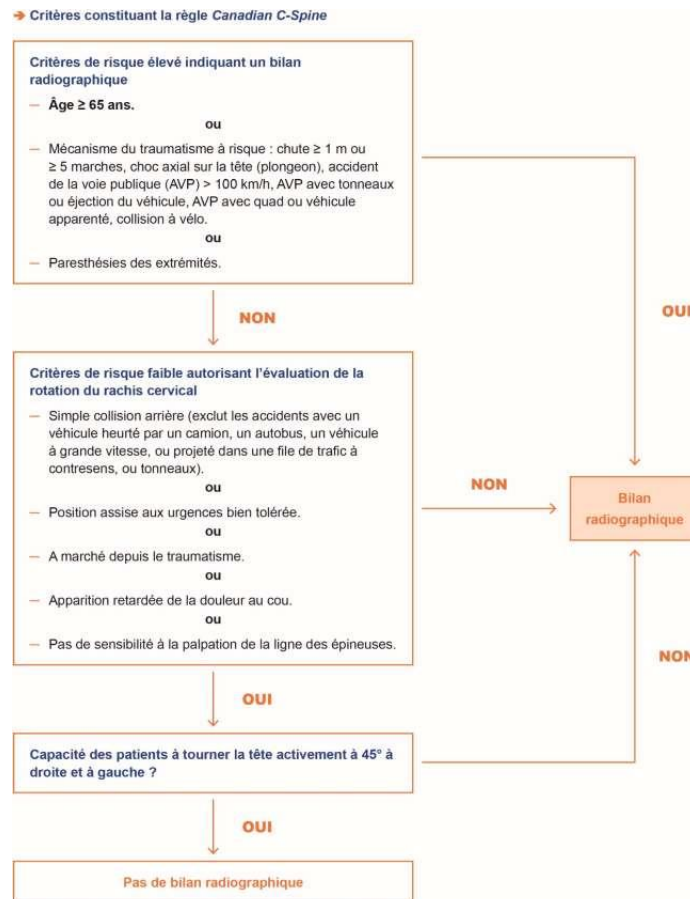 ➔ Critères constituant la règle Canadian C-Spine
Critères de risque élevé indiquant un bilan
radiographique
— Âge ≥ 65 ans.
ou
— Mécanisme du traumatisme à risque : chute ≥ 1 m ou
≥ 5 marches, choc axial sur la tête (plongeon), accident
de la voie publique (AVP) > 100 km/h, AVP avec tonneaux
ou éjection du véhicule, AVP avec quad ou véhicule
apparenté, collision à vélo.
ou
— Paresthésies des extrémités.
OUI
NON
Critères de risque faible autorisant l'évaluation de la
rotation du rachis cervical
— Simple collision arrière (exclut les accidents avec un
véhicule heurté par un camion, un autobus, un véhicule
à grande vitesse, ou projeté dans une file de trafic à
contresens, ou tonneaux).
ou
— Position assise aux urgences bien tolérée.
ou
— A marché depuis le traumatisme.
ou
— Apparition retardée de la douleur au cou.
ou
— Pas de sensibilité à la palpation de la ligne des épineuses.
NON
Bilan
radiographique
NON
OUI
Capacité des patients à tourner la tête activement à 45° à
droite et à gauche ?
OUI
Pas de bilan radiographique